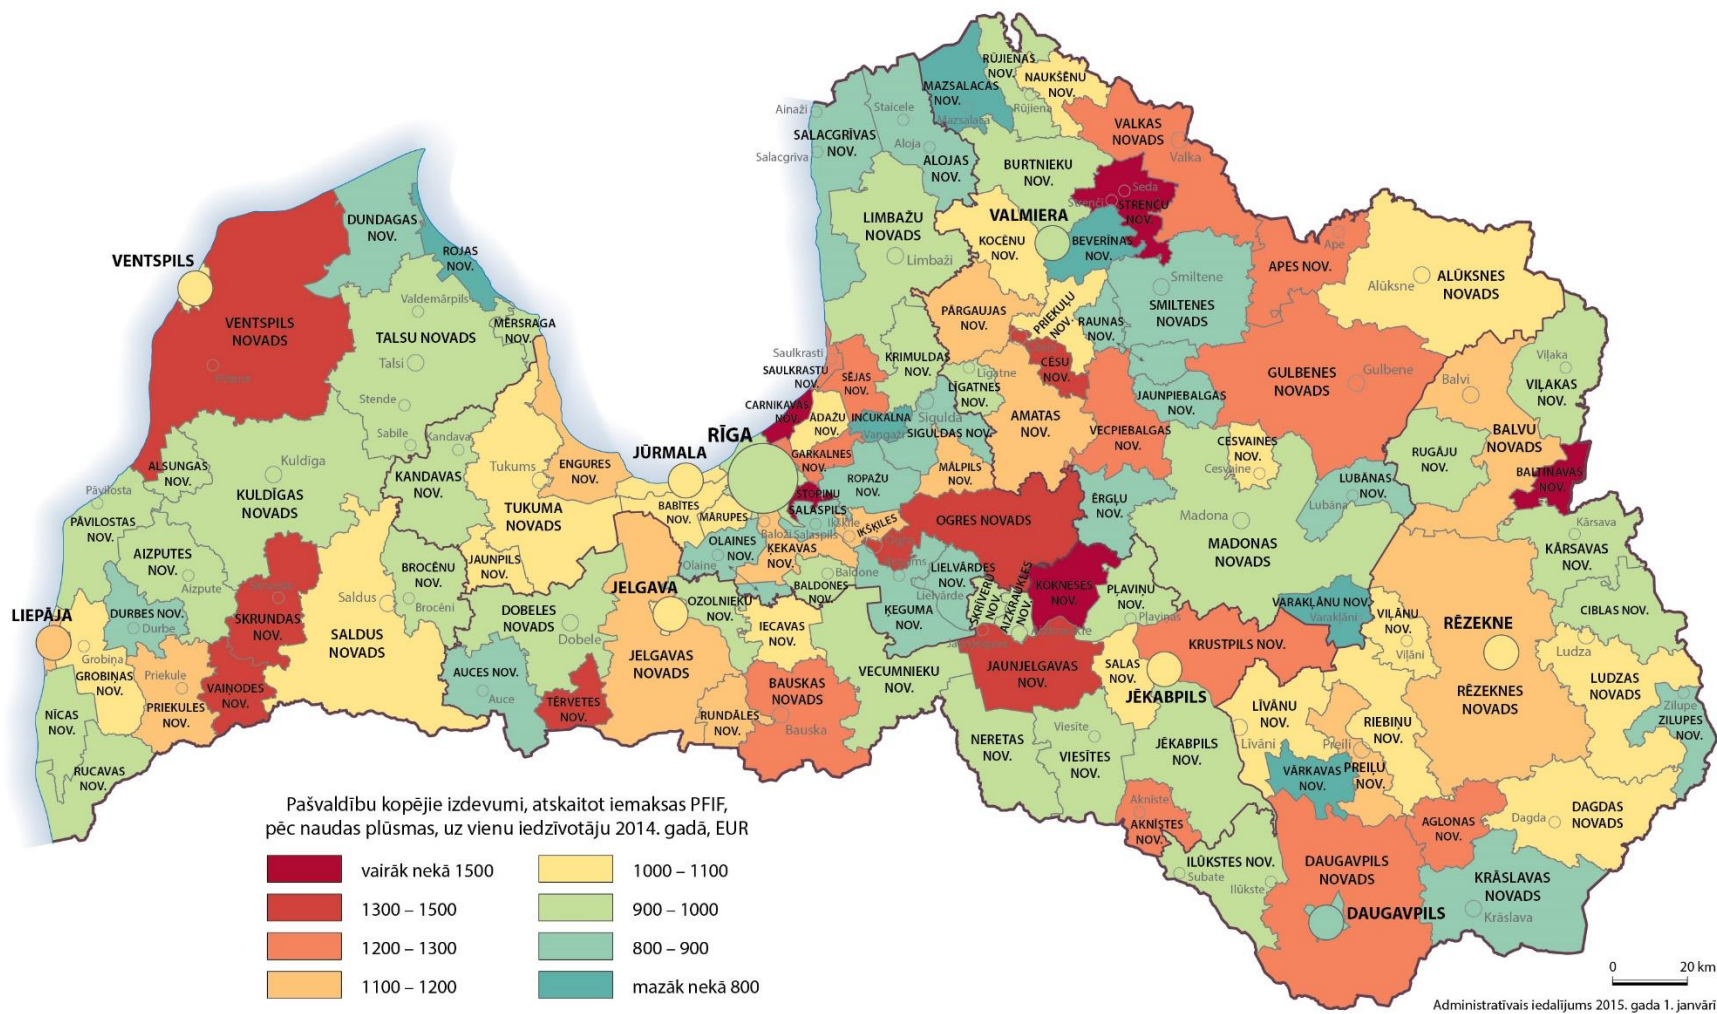 Ainaži
Salacgrīva
SALACGRĪVAS
NOV.
Staicele
Aloja
ALOJAS
NOV.
MAZSALACAS
NOV.
Mazsalaca
RŪJIENAS
NOV.
Rūjiena
NAUKŠĒNU
NOV.
VALKAS
NOVADS
Valka
BURTNIEKU
NOV.
Seda
Strenči
STRENČU
NOV.
VALMIERA
LIMBAŽU
NOVADS
Limbaži
KOCĒNU
NOV.
BEVERĪNAS
NOV.
Smiltene
SMILTENES
NOVADS
Ape
APES NOV.
ALŪKSNES
NOVADS
Alūksne
DUNDAGAS
NOV.
ROJAS
NOV.
VENTSPILS
VENTSPILS
NOVADS
Valdemārpils
TALSU NOVADS
Talsi
MĒRSRAGA
NOV.
Stende
Sabile
Kandava
PĀRGAUJAS
NOV.
PRIEKUĻU
NOV.
RAUNAS
NOV.
CĒSU
NOV.
Saulkrasti
SAULKRASTU
NOV.
SĒJAS
NOV.
KRIMULDAS
NOV.
Līgatne
LĪGATNES
NOV.
AMATAS
NOV.
JAUNPIEBALGAS
NOV.
VECPIEBALGAS
NOV.
GULBENES
NOVADS
Gulbene
Balvi
BALVU
NOVADS
Viļaka
VIĻAKAS
NOV.
RUGĀJU
NOV.
BALTINAVAS
NOV.
CARNIKAVAS
NOV.
ĀDAŽU
NOV.
INČUKALNA
Vangaži
Sigulda
SIGULDAS NOV.
RĪGA
GARKALNES
NOV.
ROPAŽU
NOV.
MĀLPILS
NOV.
JŪRMALA
ALSUNGAS
NOV.
Kuldīga
KULDĪGAS
NOVADS
KANDAVAS
NOV.
Tukums
TUKUMA
NOVADS
ENGURES
NOV.
BABĪTES
NOV.
MĀRUPES
STOPIŅU
SALASPILS
Salaspils
Ikšķile
IKŠĶILES
Baloži
ĶEKAVAS
NOV.
OLAINES
NOV.
Olaine
OGRES NOVADS
ĒRGĻU
NOV.
CESVAINES
NOV.
Cesvaine
LUBĀNAS
NOV.
Lubāna
Madona
MADONAS
NOVADS
Kārsava
KĀRSAVAS
NOV.
CIBLAS NOV.
Pāvilosta
PĀVILOSTAS
NOV.
AIZPUTES
NOV.
Aizpute
SKRUNDAS
NOV.
Saldus
SALDUS
NOVADS
BROCĒNU
NOV.
Brocēni
JAUNPILS
NOV.
DOBELES
NOVADS
Dobele
JELGAVA
JELGAVAS
NOVADS
OZOLNIEKU
NOV.
Baldone
BALDONES
NOV.
IECAVAS
NOV.
ĶEGUMA
NOV.
LIELVĀRDES
NOV.
Lielvārde
SKRĪVERU
NOV.
AIZKRAUKLES
NOV.
KOKNESES
NOV.
PĻAVIŅU
NOV.
Pļaviņas
VARAKĻĀNU NOV.
Varakļāni
VIĻĀNU
NOV.
Viļāni
RĒZEKNE
RĒZEKNES
NOVADS
Ludza
LUDZAS
NOVADS
Zilupe
ZILUPES
NOV.
LIEPĀJA
DURBES NOV.
Durbe
Grobiņa
GROBIŅAS
NOV.
Priekule
PRIEKULES
NOV.
VAIŅODES
NOV.
NĪCAS
NOV.
RUCAVAS
NOV.
AUCES NOV.
Auce
TĒRVETES
NOV.
RUNDĀLES
NOV.
BAUSKAS
NOVADS
Bauska
VECUMNIEKU
NOV.
JAUNJELGAVAS
NOV.
SALAS
NOV.
JĒKABPILS
KRUSTPILS NOV.
LĪVĀNU
NOV.
Līvāni
RIEBIŅU
NOV.
Preiļi
PREIĻU
NOV.
VĀRKAVAS
NOV.
NERETAS
NOV.
Viesīte
VIESĪTES
NOV.
JĒKABPILS
NOV.
Aknīste
AKNĪSTES
NOV.
AGLONAS
NOV.
DAGDAS
NOVADS
Dagda
ILŪKSTES NOV.
Subate
Ilūkste
DAUGAVPILS
NOVADS
DAUGAVPILS
KRĀSLAVAS
NOVADS
Krāslava
Pašvaldību kopējie izdevumi, atskaitot iemaksas PFIF,
pēc naudas plūsmas, uz vienu iedzīvotāju 2014. gadā, EUR
vairāk nekā 1500
1300 – 1500
1200 – 1300
1100 – 1200
1000 – 1100
900 – 1000
800 – 900
mazāk nekā 800
0 20 km
Administratīvais iedalījums 2015. gada 1. janvārī